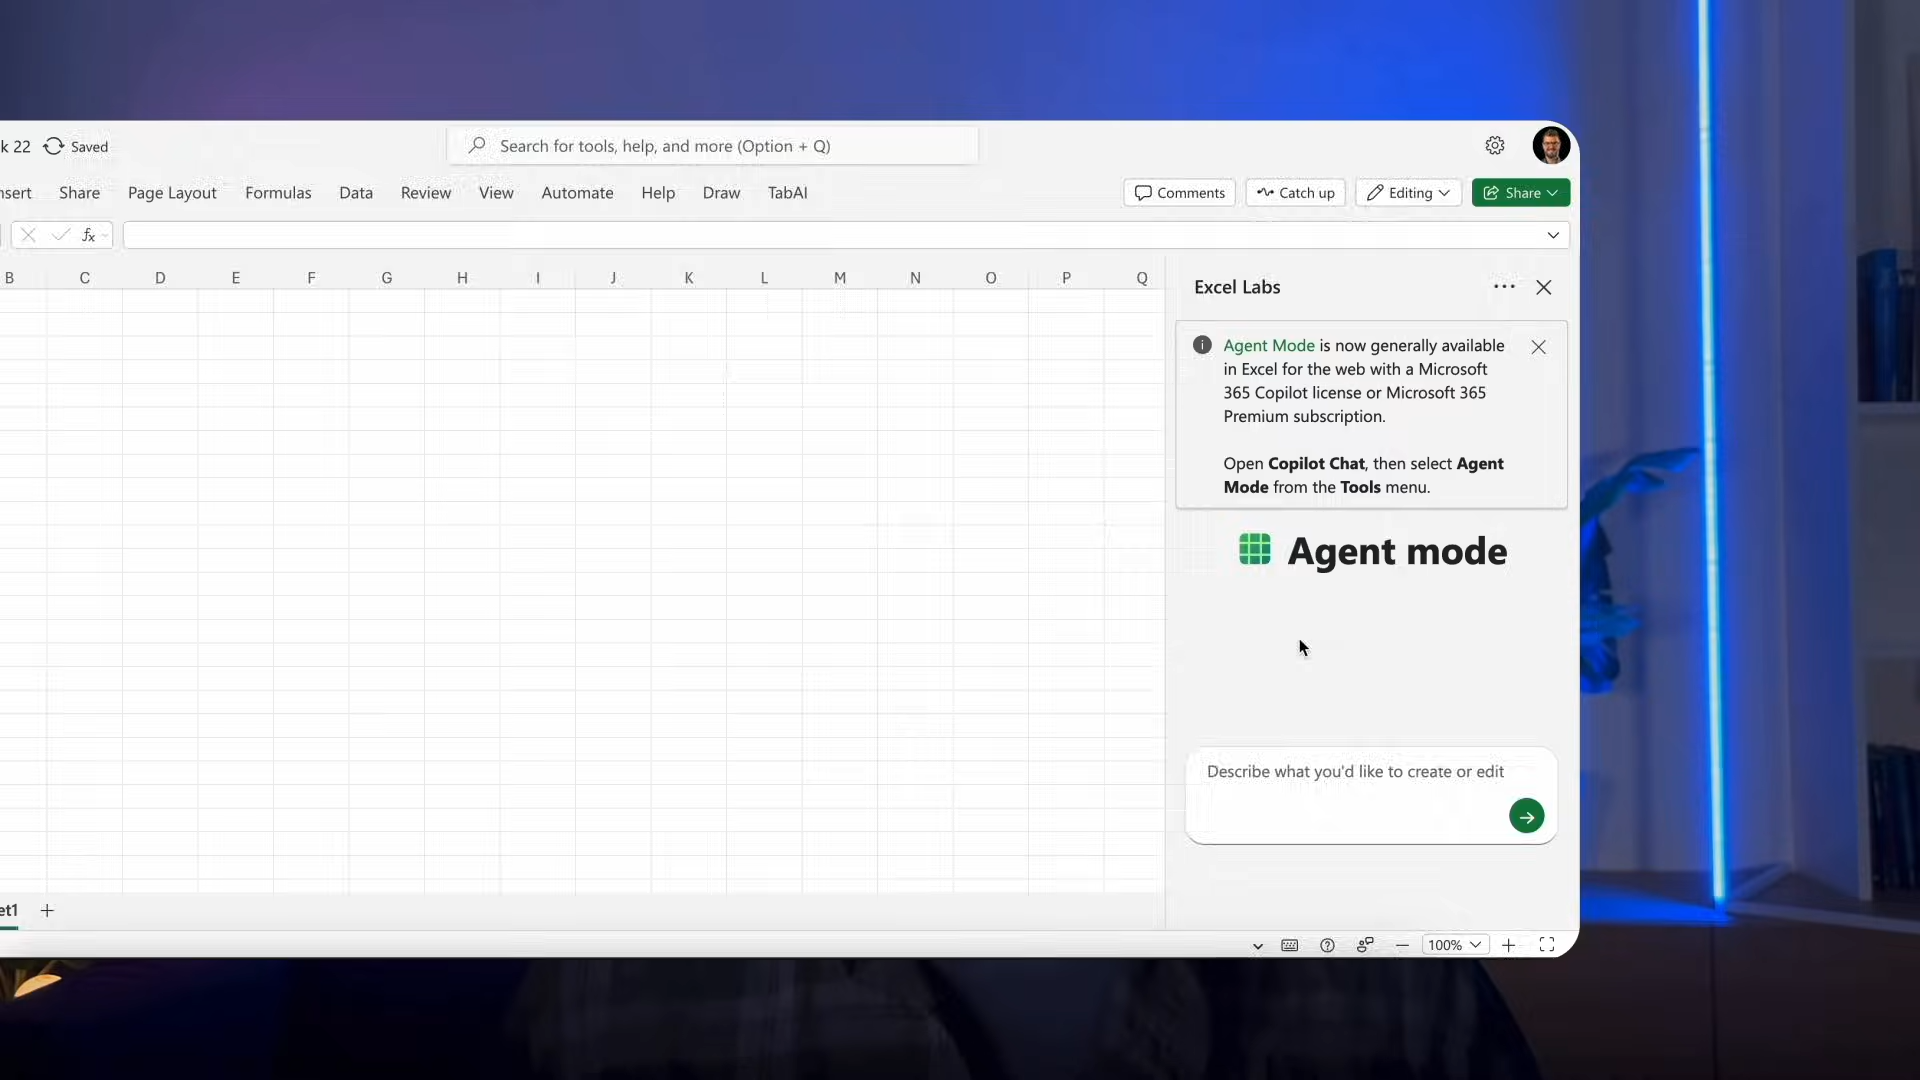 k 22 Saved
Search for tools, help, and more (Option + Q)
nsert Share Page Layout Formulas Data Review View Automate Help Draw TabAI
Comments Catch up Editing Share
fx
B C D E F G H I J K L M N O P Q
Excel Labs
Agent Mode is now generally available
in Excel for the web with a Microsoft
365 Copilot license or Microsoft 365
Premium subscription.
Open Copilot Chat, then select Agent
Mode from the Tools menu.
Agent mode
Describe what you'd like to create or edit
et1
100%